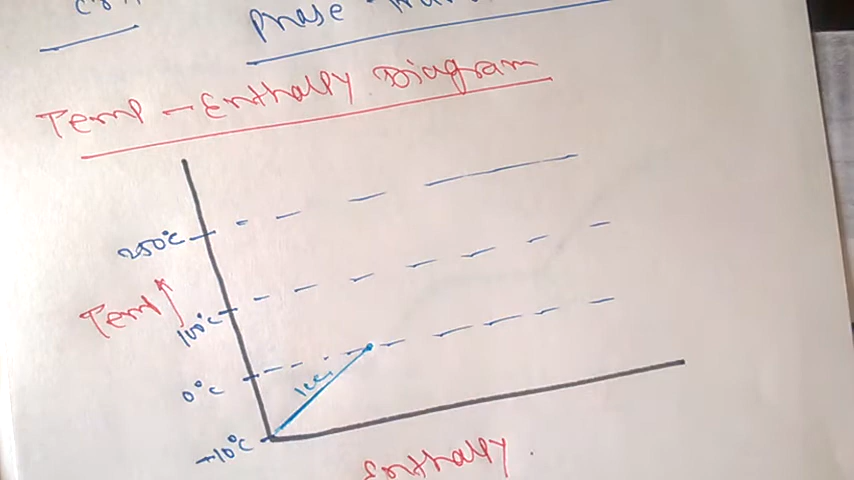 Phase
Temp - Enthalpy Diagram
250°c
Temp ↑
100°c
0°c
Ice
-10°c
Enthalpy.